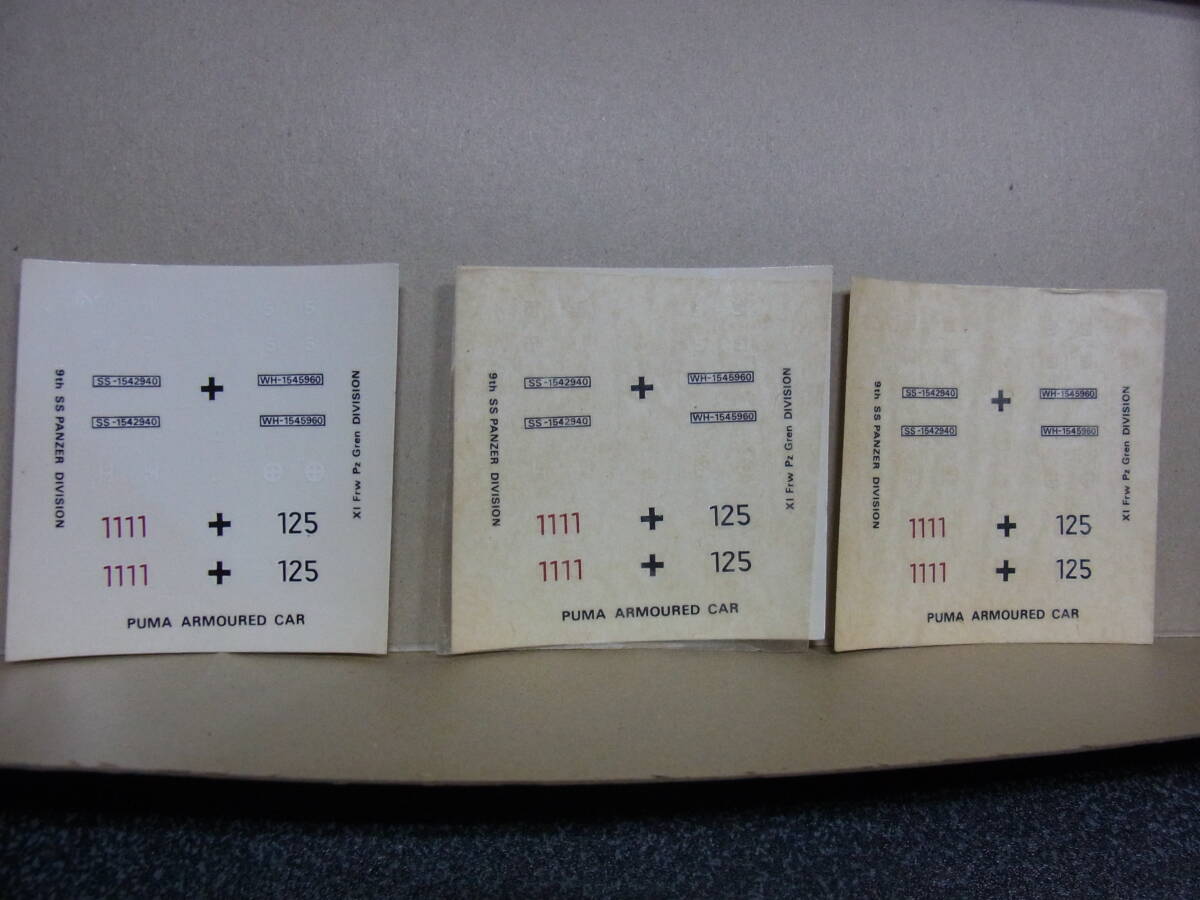 S S
S S
SS-1542940 WH-1545960
SS-1542940 WH-1545960
9th SS PANZER DIVISION
XI Frw Pz Gren DIVISION
1111 125
1111 125
PUMA ARMOURED CAR
SS-1542940 WH-1545960
SS-1542940 WH-1545960
9th SS PANZER DIVISION
XI Frw Pz Gren DIVISION
1111 125
1111 125
PUMA ARMOURED CAR
SS-1542940 WH-1545960
SS-1542940 WH-1545960
9th SS PANZER DIVISION
XI Frw Pz Gren DIVISION
1111 125
1111 125
PUMA ARMOURED CAR